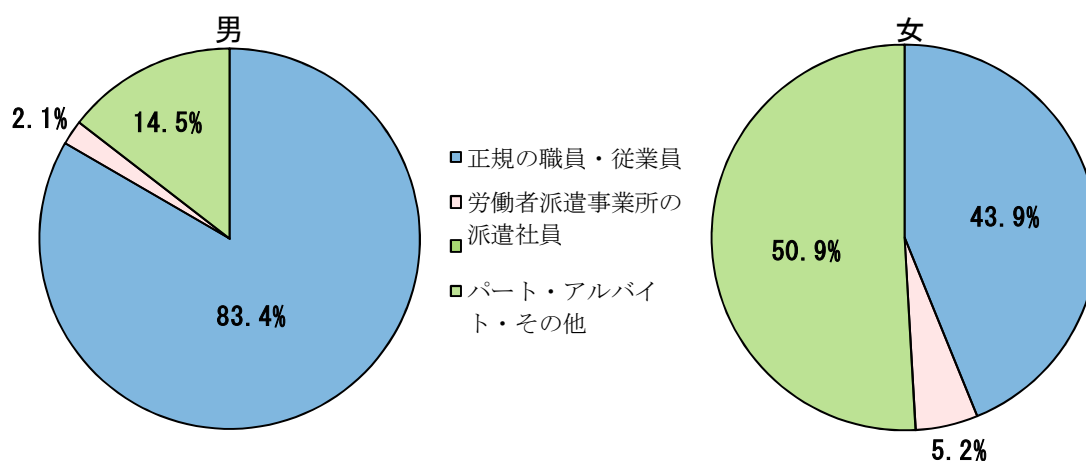 男
2.1%
14.5%
83.4%
正規の職員・従業員
労働者派遣事業所の
派遣社員
パート・アルバイ
ト・その他
女
43.9%
50.9%
5.2%